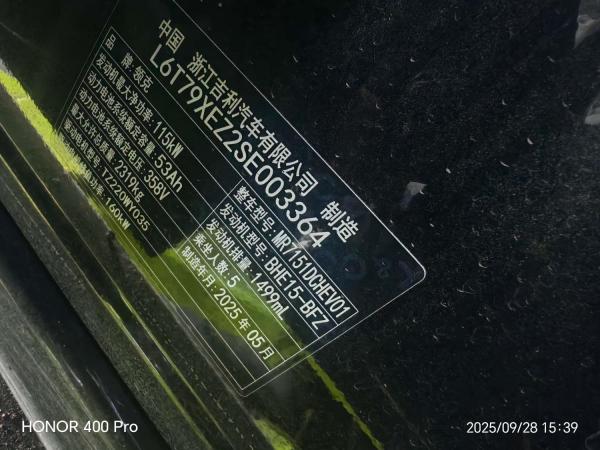 中国 浙江吉利汽车有限公司 制造
L6T79XEZ2SE003364
品 牌:领克
整车型号:MR7151DCHEV01
发动机最大净功率:115kW
发动机型号:BHE15-BFZ
动力电池系统额定容量:53Ah
发动机排量:1499mL
动力电池系统额定电压:358V
乘坐人数:5
最大允许总质量:2319kg
制造年月:2025年05月
驱动电机型号:TZ220WY035
160kW
HONOR 400 Pro
2025/09/28 15:39